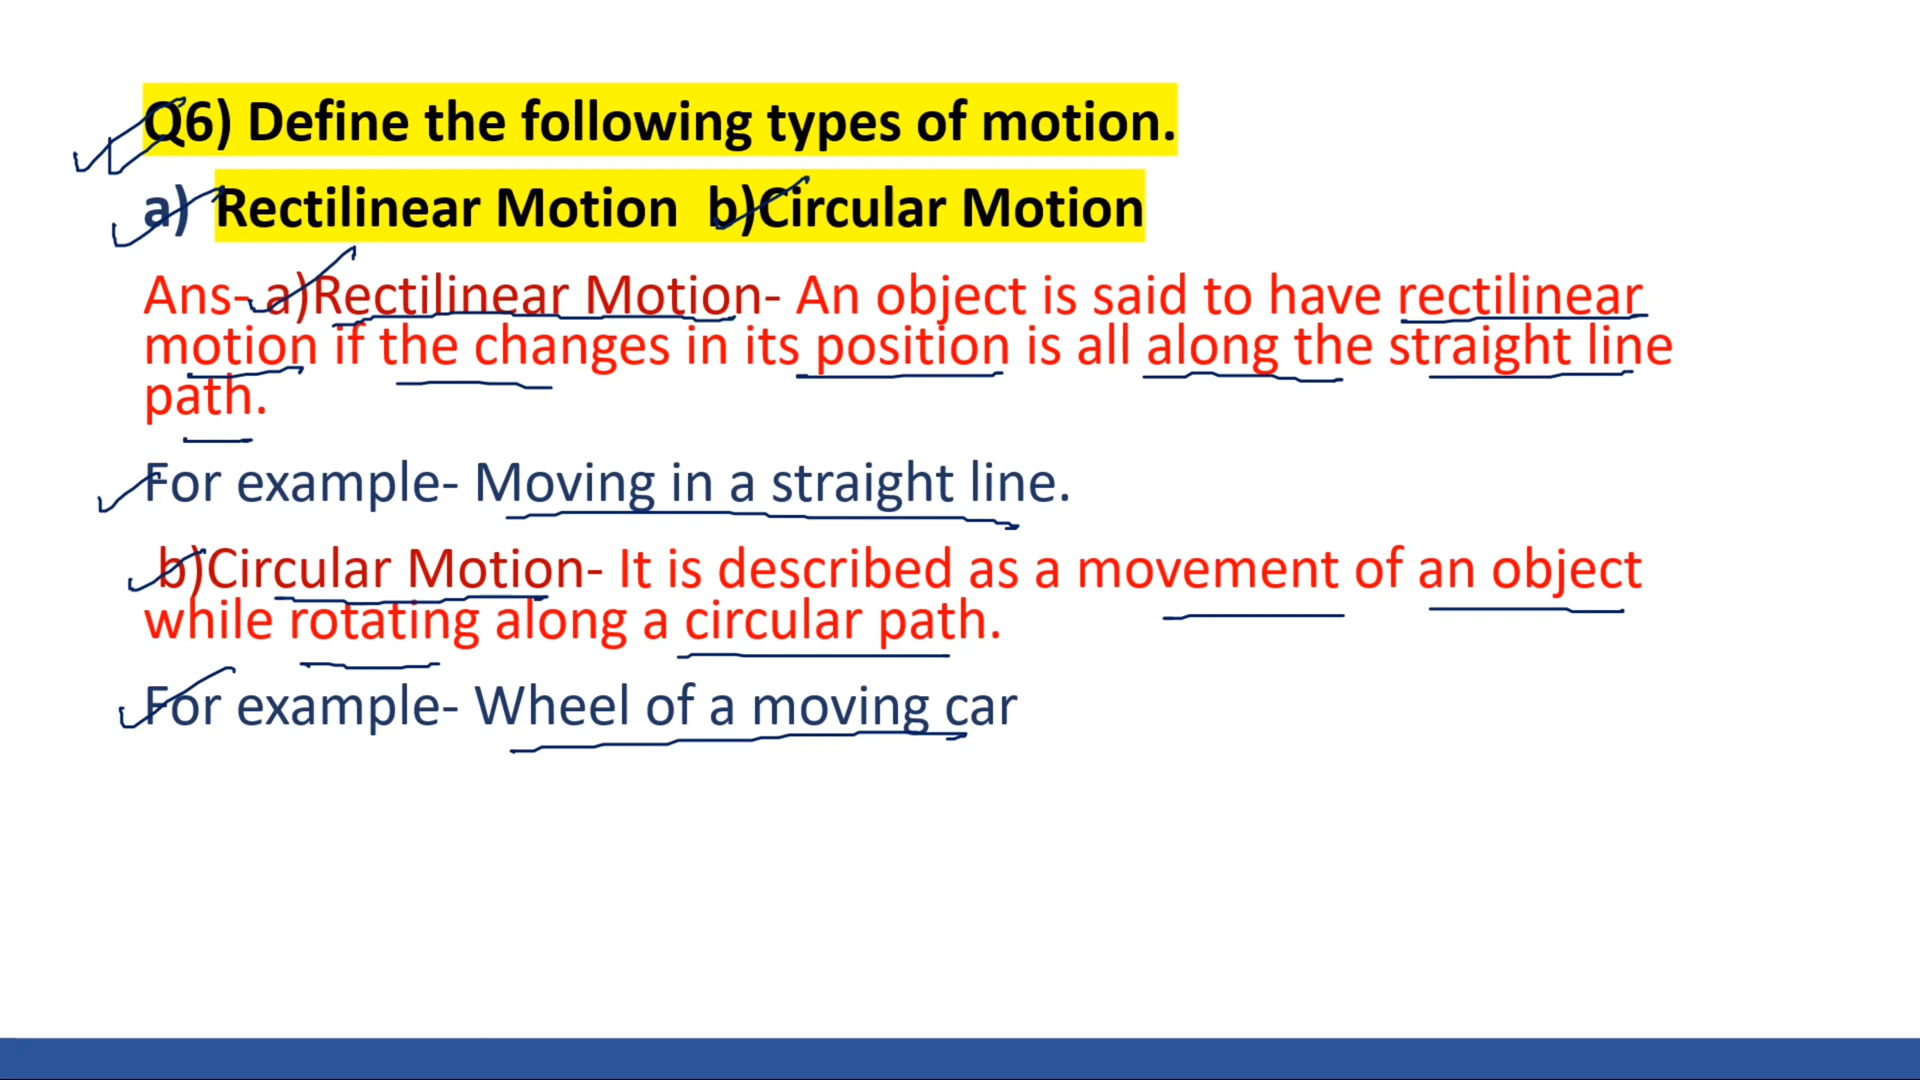 Q6) Define the following types of motion.
a) Rectilinear Motion b)Circular Motion
Ans- a)Rectilinear Motion- An object is said to have rectilinear
motion if the changes in its position is all along the straight line
path.
For example- Moving in a straight line.
b)Circular Motion- It is described as a movement of an object
while rotating along a circular path.
For example- Wheel of a moving car